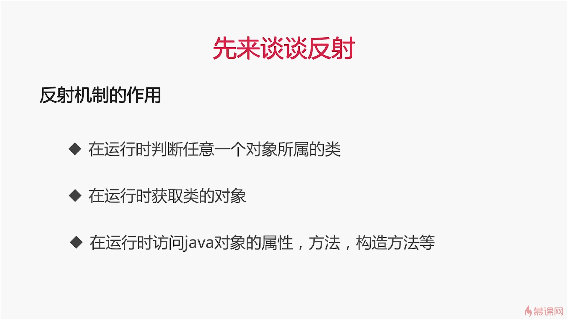 先来谈谈反射
反射机制的作用
◆ 在运行时判断任意一个对象所属的类
◆ 在运行时获取类的对象
◆ 在运行时访问java对象的属性，方法，构造方法等
慕课网